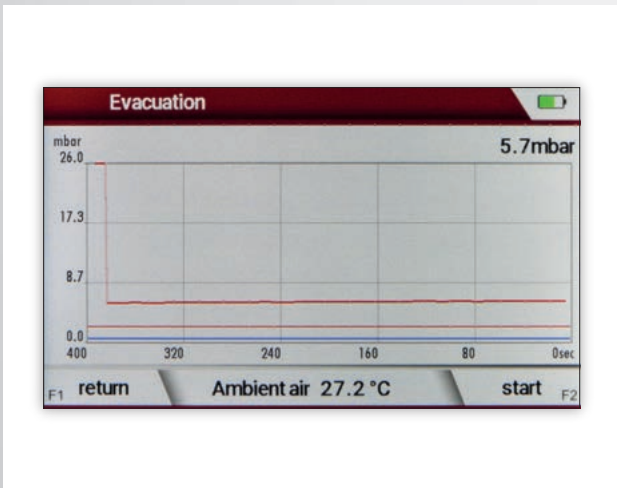 Evacuation
mbar
5.7mbar
26.0
17.3
8.7
0.0
400 320 240 160 80 0sec
F1 return Ambient air 27.2 °C start F2